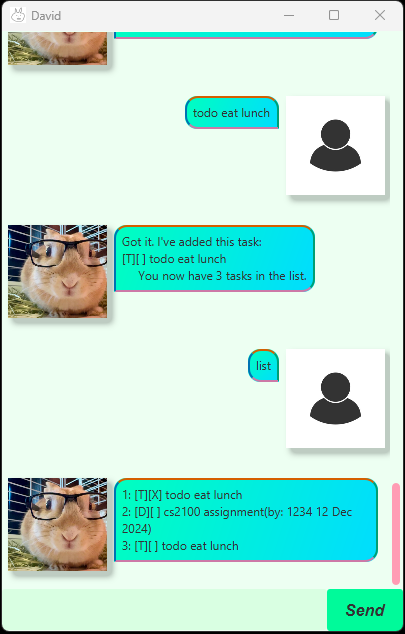 David
todo eat lunch
Got it. I've added this task:
[T][ ] todo eat lunch
You now have 3 tasks in the list.
list
1: [T][X] todo eat lunch
2: [D][ ] cs2100 assignment(by: 1234 12 Dec
2024)
3: [T][ ] todo eat lunch
Send